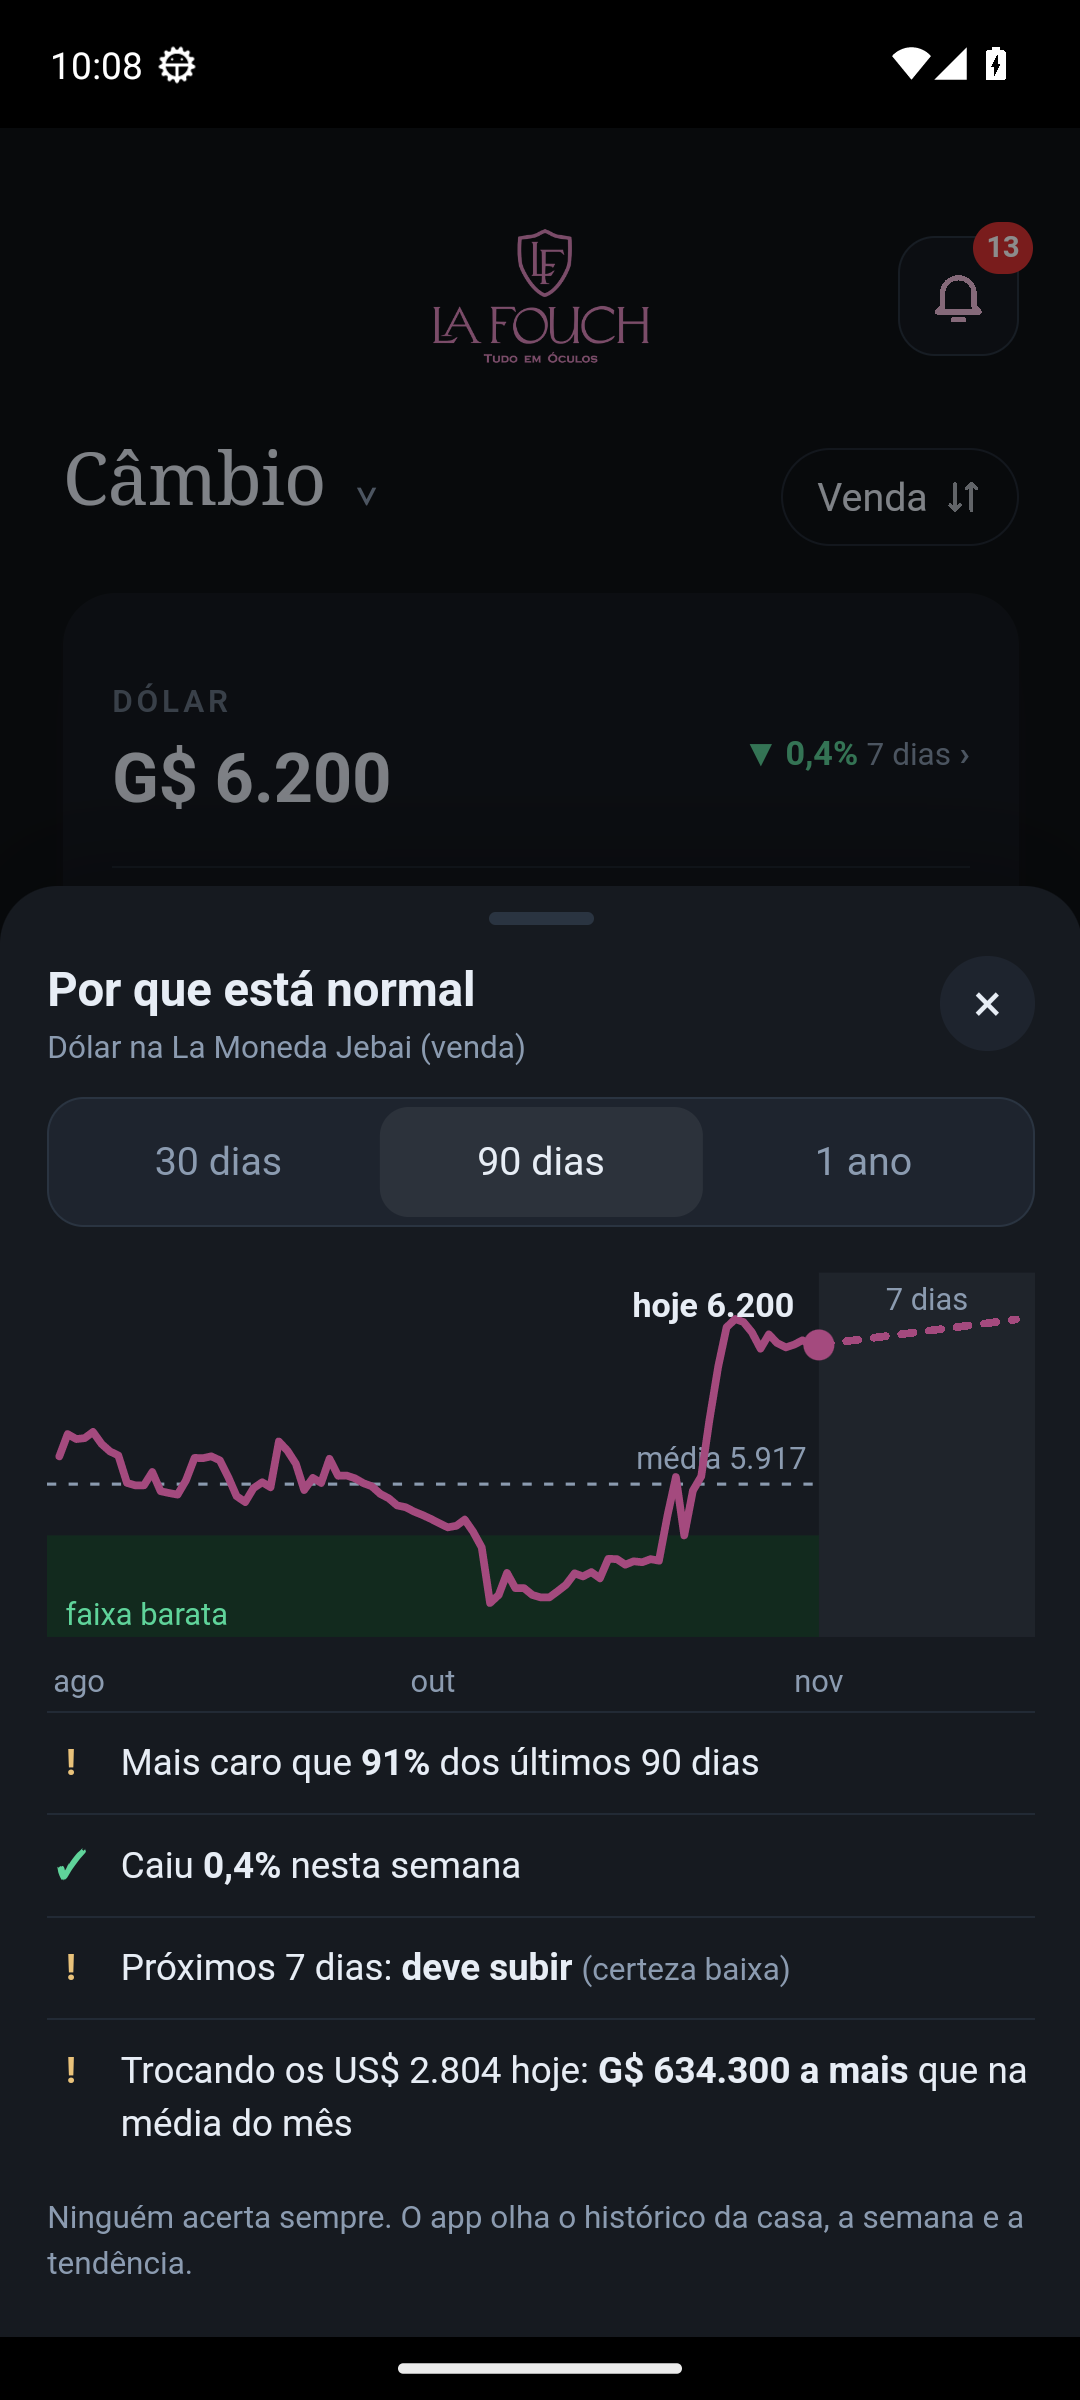 10:08
13
LF
LA FOUCH
TUDO EM ÓCULOS
Câmbio
Venda
DÓLAR
G$ 6.200
▼ 0,4% 7 dias ›
Por que está normal
Dólar na La Moneda Jebai (venda)
30 dias
90 dias
1 ano
hoje 6.200
7 dias
média 5.917
faixa barata
ago
out
nov
! Mais caro que 91% dos últimos 90 dias
✓ Caiu 0,4% nesta semana
! Próximos 7 dias: deve subir (certeza baixa)
! Trocando os US$ 2.804 hoje: G$ 634.300 a mais que na
média do mês
Ninguém acerta sempre. O app olha o histórico da casa, a semana e a
tendência.